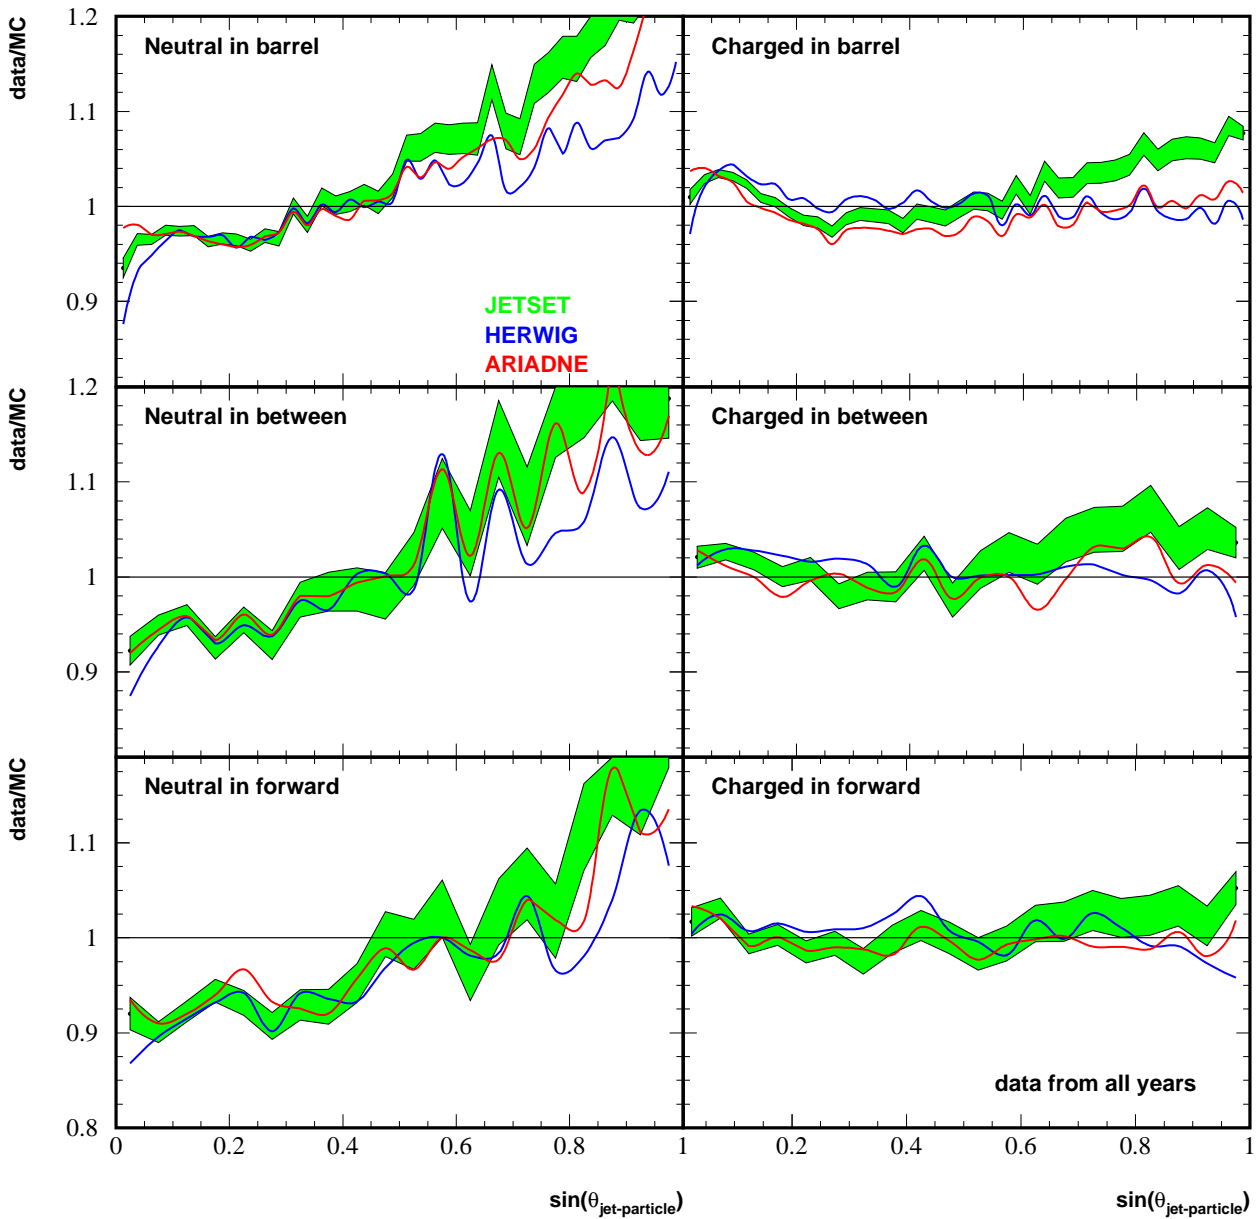 data/MC
1.2
1.1
1
0.9
Neutral in barrel
JETSET
HERWIG
ARIADNE
Charged in barrel
data/MC
1.2
1.1
1
0.9
Neutral in between
Charged in between
data/MC
1.1
1
0.9
0.8
Neutral in forward
Charged in forward
data from all years
0 0.2 0.4 0.6 0.8 1
0.2 0.4 0.6 0.8 1
sin(θjet-particle)
sin(θjet-particle)